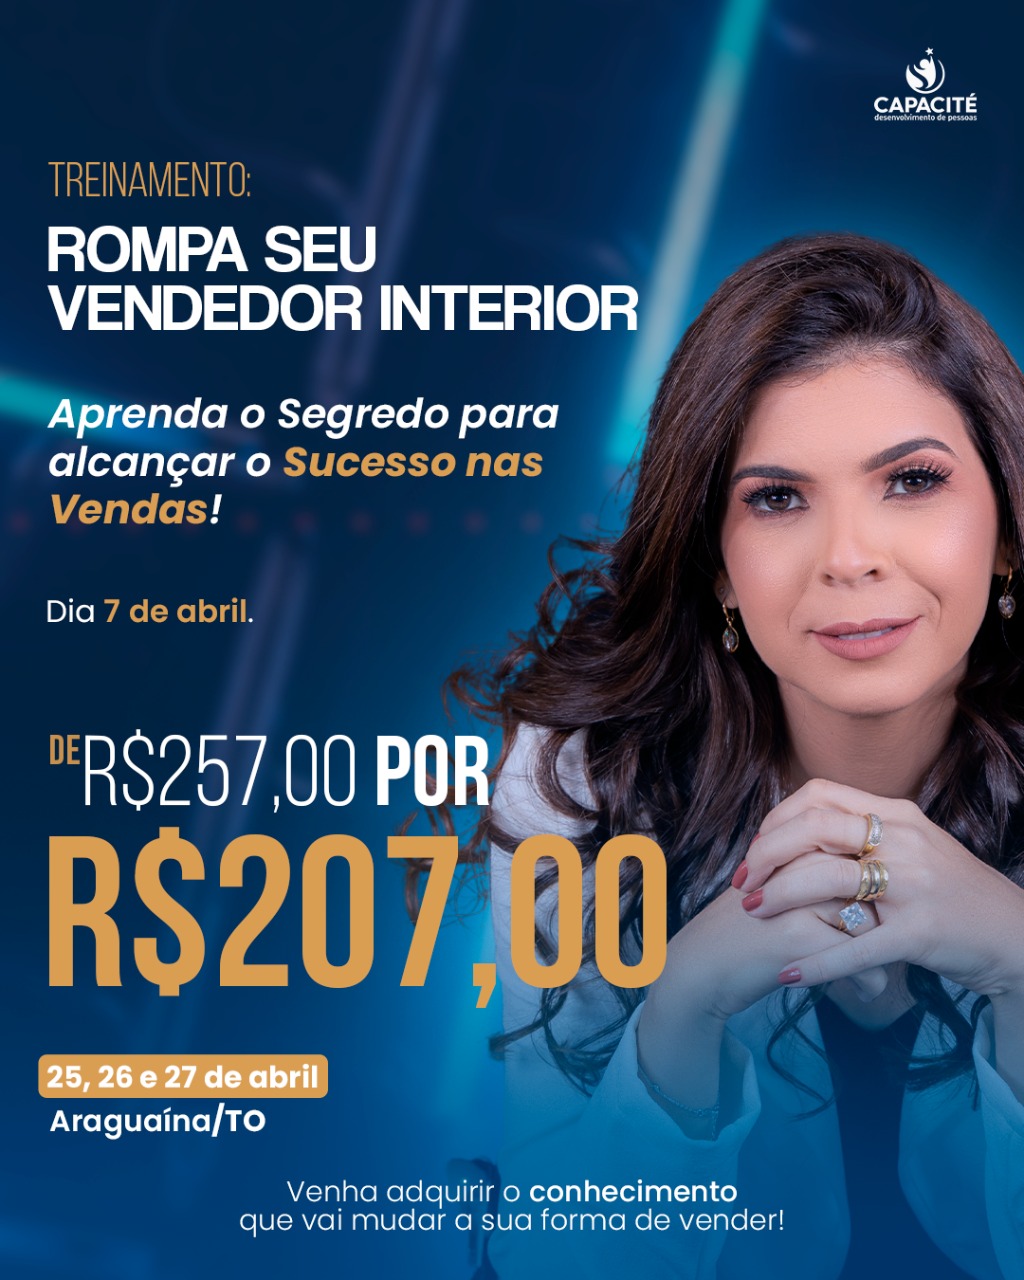 CAPACITÉ
desenvolvimento de pessoas
TREINAMENTO:
ROMPA SEU
VENDEDOR INTERIOR
Aprenda o Segredo para
alcançar o Sucesso nas
Vendas!
Dia 7 de abril.
DE R$257,00 POR
R$207,00
25, 26 e 27 de abril
Araguaína/TO
Venha adquirir o conhecimento
que vai mudar a sua forma de vender!